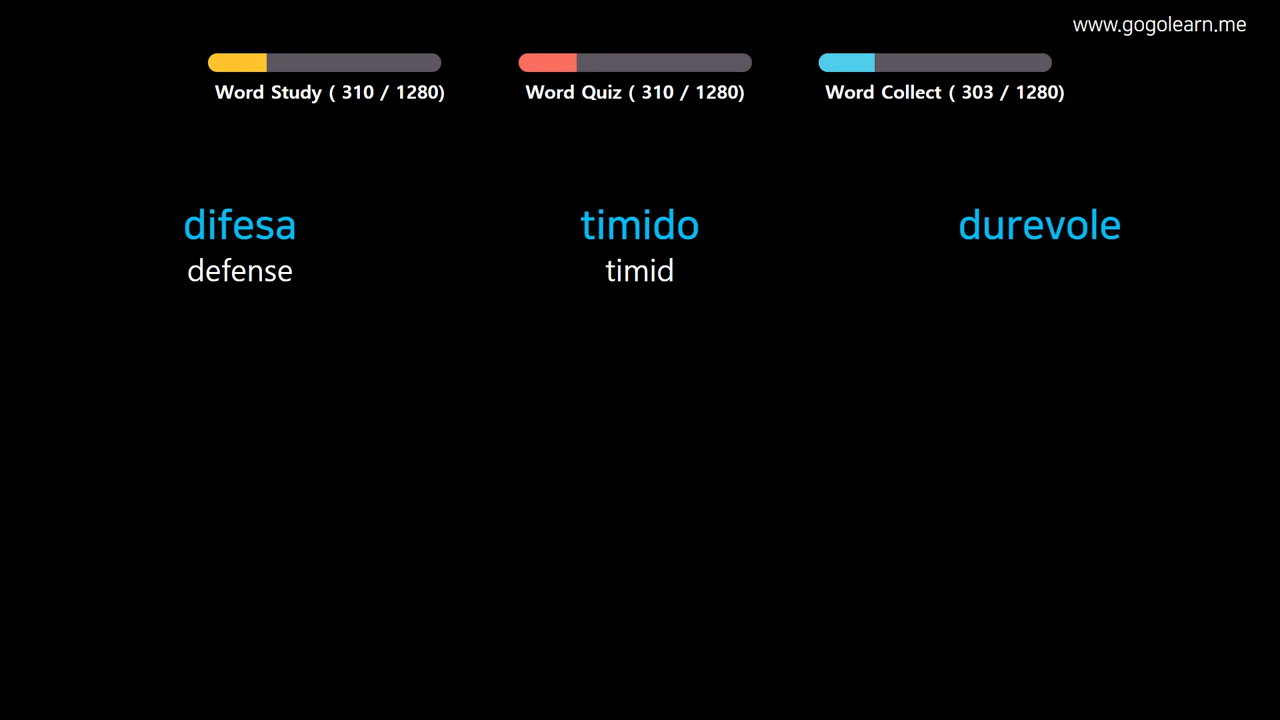 www.gogolearn.me
Word Study ( 310 / 1280)
Word Quiz ( 310 / 1280)
Word Collect ( 303 / 1280)
difesa
defense
timido
timid
durevole